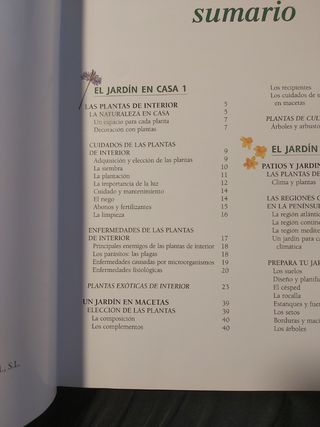 sumario
EL JARDÍN EN CASA 1
LAS PLANTAS DE INTERIOR 5
LA NATURALEZA EN CASA 7
Un espacio para cada planta 7
Decoración con plantas 7
CUIDADOS DE LAS PLANTAS
DE INTERIOR 9
Adquisición y elección de las plantas 9
La siembra 10
La plantación 11
La importancia de la luz 12
Cuidado y mantenimiento 14
El riego 14
Abonos y fertilizantes 15
La limpieza 16
ENFERMEDADES DE LAS PLANTAS
DE INTERIOR 17
Principales enemigos de las plantas de interior 18
Los parásitos: las plagas 18
Enfermedades causadas por microorganismos 19
Enfermedades fisiológicas 20
PLANTAS EXÓTICAS DE INTERIOR 23
UN JARDÍN EN MACETAS 39
ELECCIÓN DE LAS PLANTAS 39
La composición 40
Los complementos 40
Los recipientes
Los cuidados de
en macetas
PLANTAS DE CUL
Árboles y arbust
EL JARDÍN
PATIOS Y JARDIN
LAS PLANTAS DE
Clima y plantas
LAS REGIONES C
EN LA PENÍNSU
La región atlántic
La región contine
La región medite
Un jardín para c
climática
PREPARA TU JAR
Los suelos
Diseño y planific
El césped
La rocalla
Estanques y fue
Los setos
Borduras y maci
Los árboles
L, S.L.